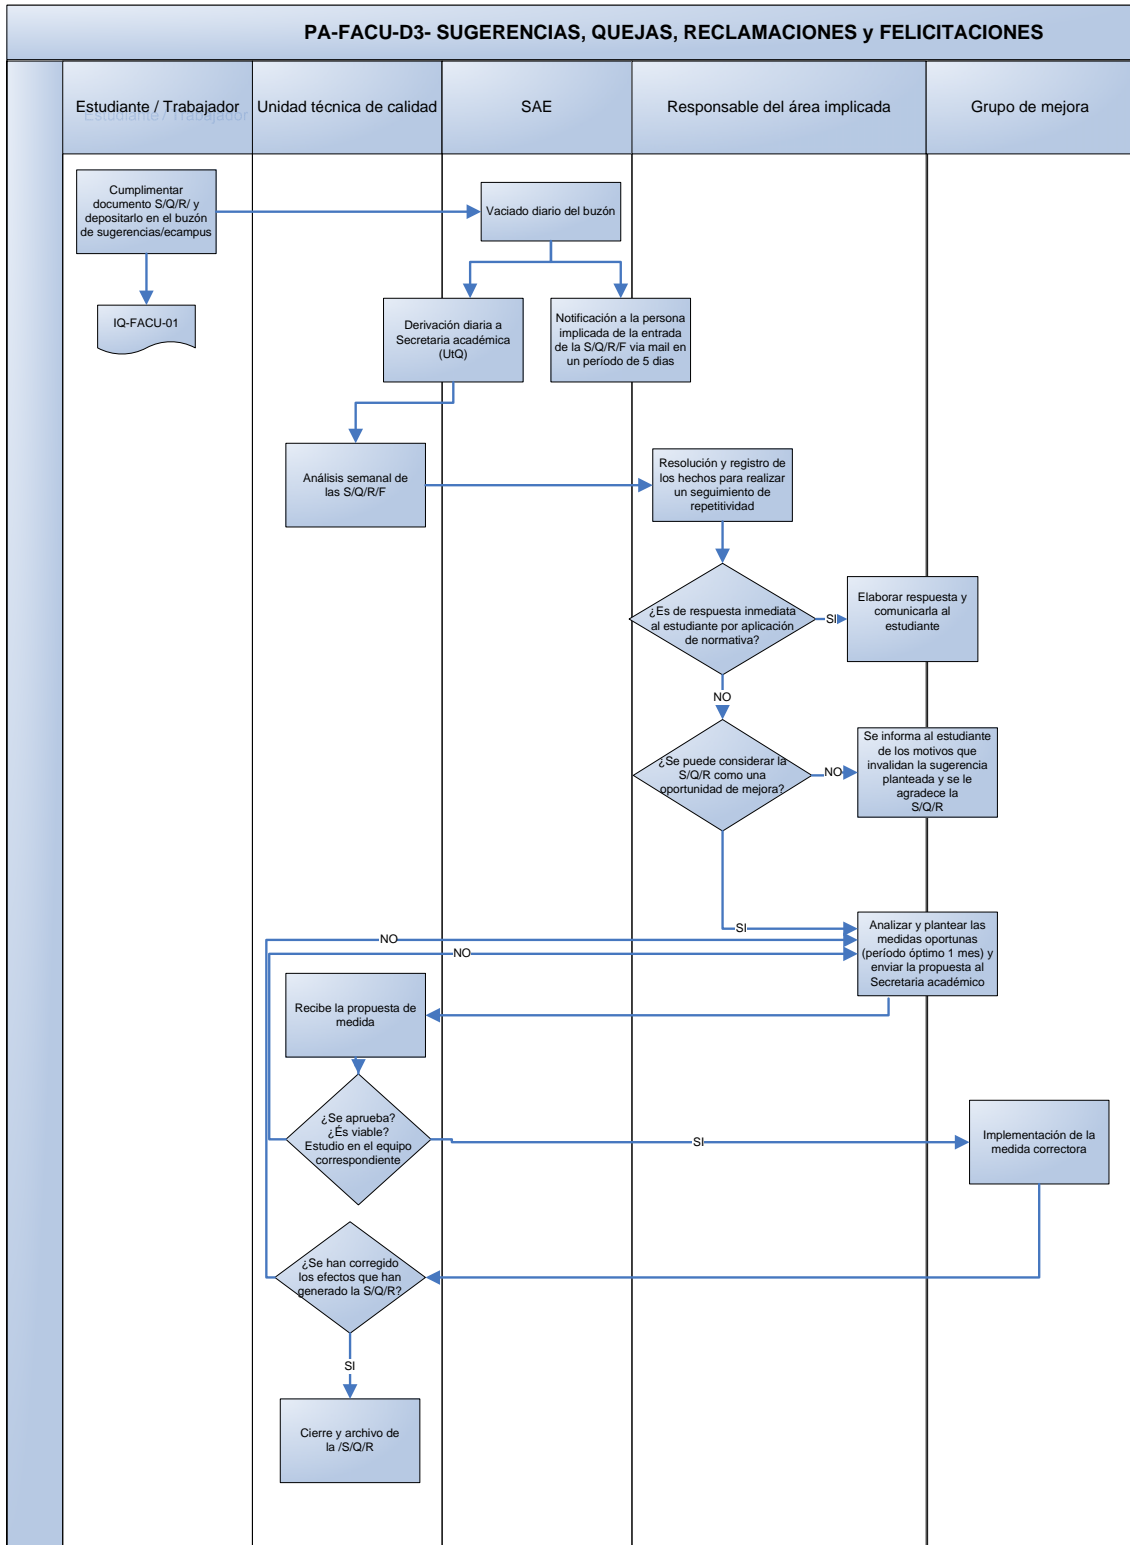 PA-FACU-D3- SUGERENCIAS, QUEJAS, RECLAMACIONES y FELICITACIONES
Estudiante / Trabajador
Estudiante / Trabajador
Unidad técnica de calidad
SAE
Responsable del área implicada
Grupo de mejora
Cumplimentar
documento S/Q/R/ y
depositarlo en el buzón
de sugerencias/ecampus
Vaciado diario del buzón
IQ-FACU-01
Derivación diaria a
Secretaria académica
(UtQ)
Notificación a la persona
implicada de la entrada
de la S/Q/R/F via mail en
un período de 5 dias
Análisis semanal de
las S/Q/R/F
Resolución y registro de
los hechos para realizar
un seguimiento de
repetitividad
¿Es de respuesta inmediata
al estudiante por aplicación
de normativa?
SI
Elaborar respuesta y
comunicarla al
estudiante
NO
¿Se puede considerar la
S/Q/R como una
oportunidad de mejora?
NO
Se informa al estudiante
de los motivos que
invalidan la sugerencia
planteada y se le
agradece la
S/Q/R
SI
NO
NO
Analizar y plantear las
medidas oportunas
(período óptimo 1 mes) y
enviar la propuesta al
Secretaria académico
Recibe la propuesta de
medida
¿Se aprueba?
¿És viable?
Estudio en el equipo
correspondiente
SI
Implementación de la
medida correctora
¿Se han corregido
los efectos que han
generado la S/Q/R?
SI
Cierre y archivo de
la /S/Q/R